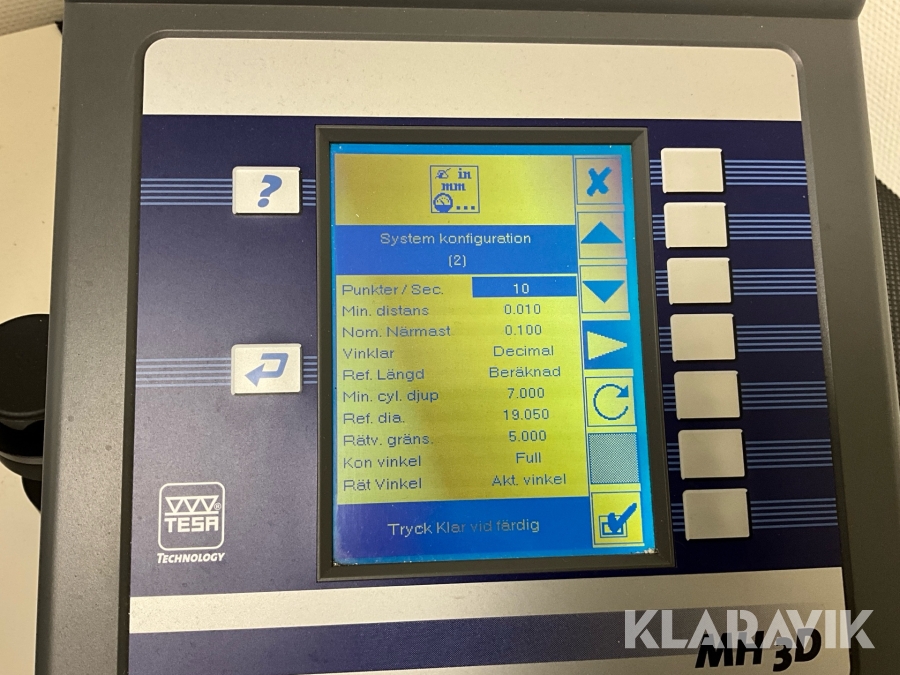 ?
in
mm
...
System konfiguration
(2)
Punkter / Sec. 10
Min. distans 0.010
Nom. Närmast 0.100
Vinklar Decimal
Ref. Längd Beräknad
Min. cyl. djup 7.000
Ref. dia. 19.050
Rätv. gräns. 5.000
Kon vinkel Full
Rät Vinkel Akt. vinkel
Tryck Klar vid färdig
TESA®
TECHNOLOGY
KLARAVIK
MH 3D